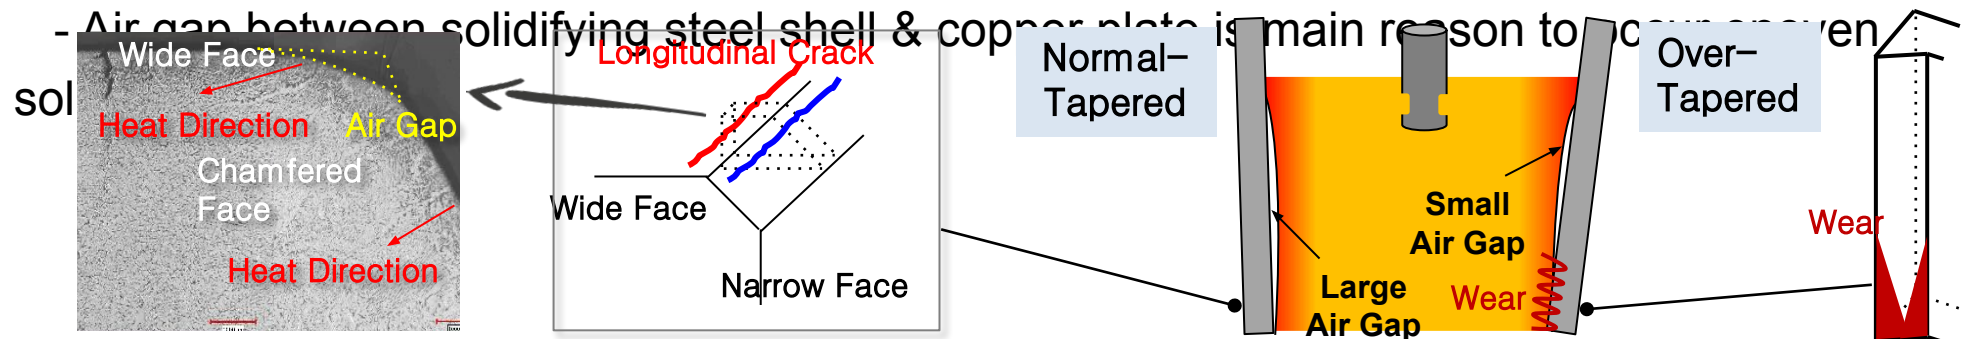 - Air gap between solidifying steel shell & copper plate is main reason to occur uneven
sol
Wide Face
Heat Direction
Air Gap
Chamfered
Face
Heat Direction
Longitudinal Crack
Wide Face
Narrow Face
Normal-
Tapered
Over-
Tapered
Small
Air Gap
Large
Air Gap
Wear
Wear